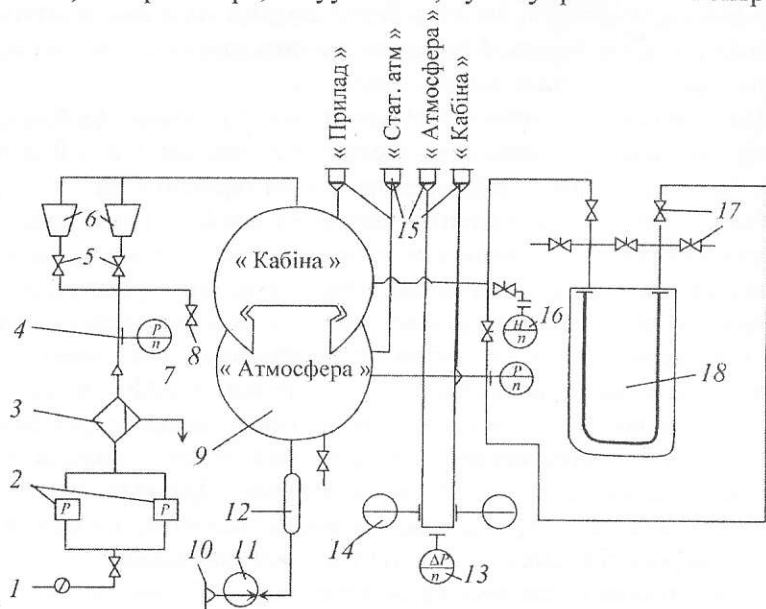 « Прилад »
« Стат. атм »
« Атмосфера »
« Кабіна »
6
15
17
5
« Кабіна »
4
P
п
8
7
Н
п
16
« Атмосфера »
P
п
18
3
9
2
P
P
12
14
10
11
ΔP
п
13
1